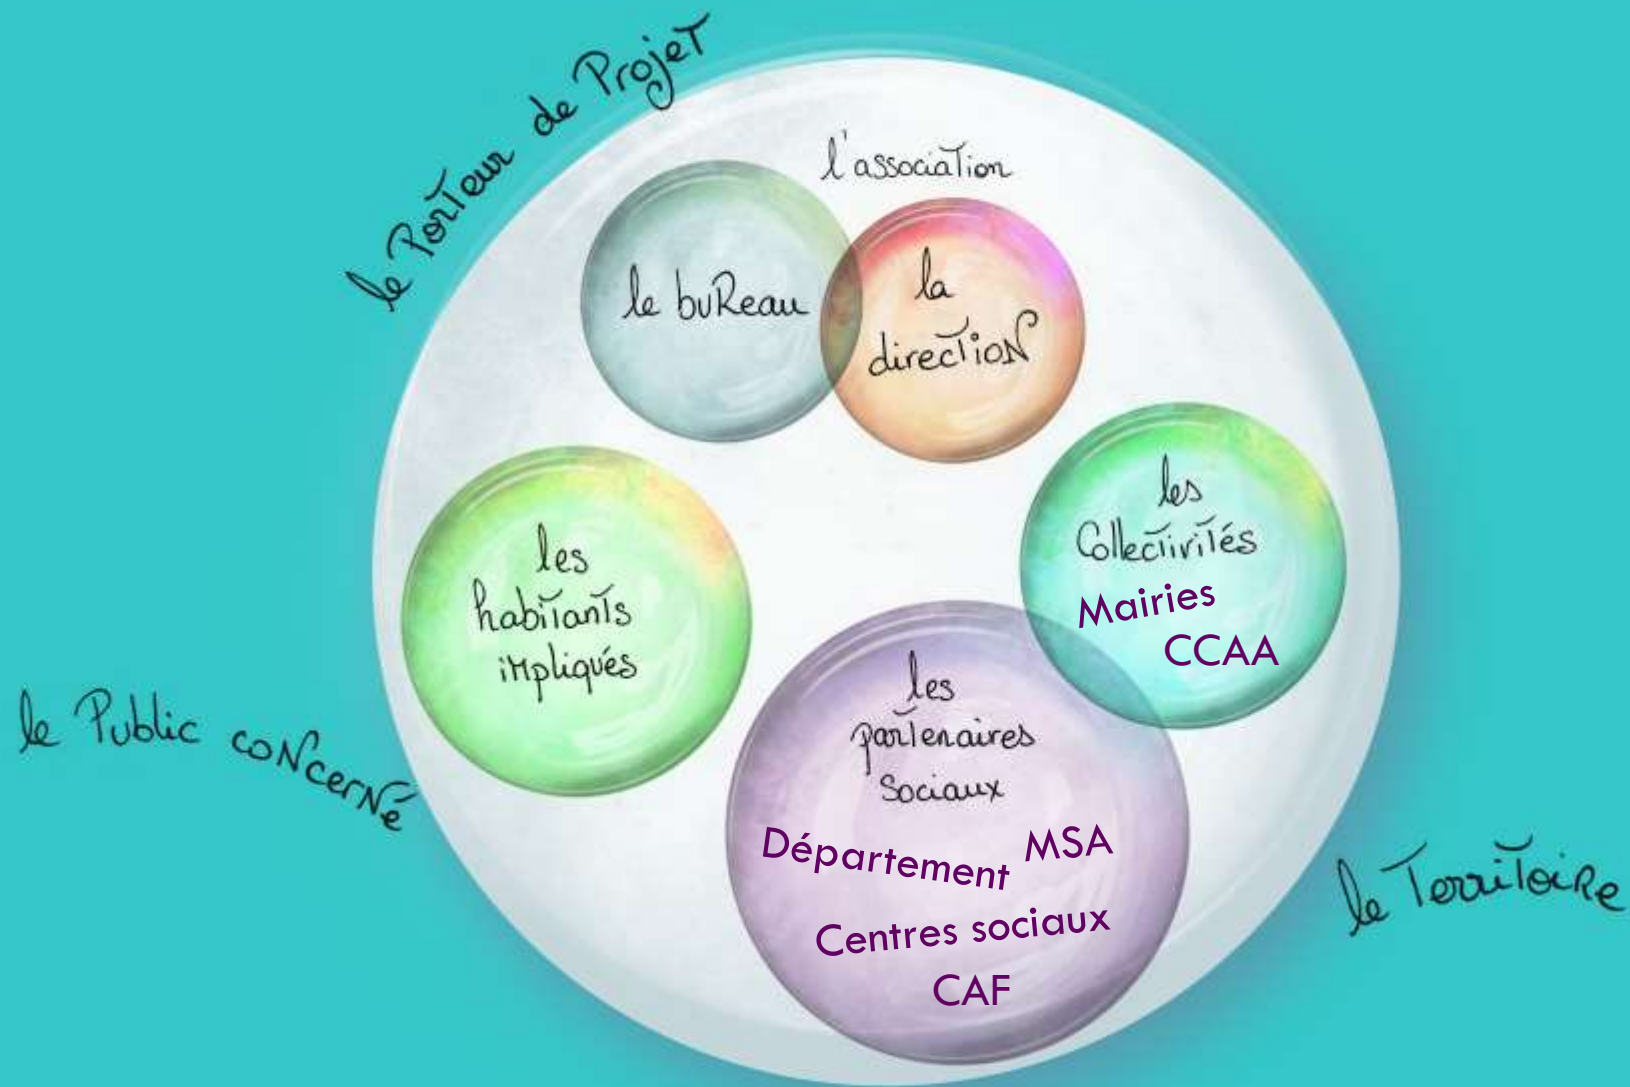 le Porteur de Projet
l'association
le buReau
la
directioN
les
Collectivités
Mairies
CCAA
les
habitants
impliqués
les
partenaires
Sociaux
Département
MSA
Centres sociaux
CAF
le Public coNcerNé
le TerriToiRe